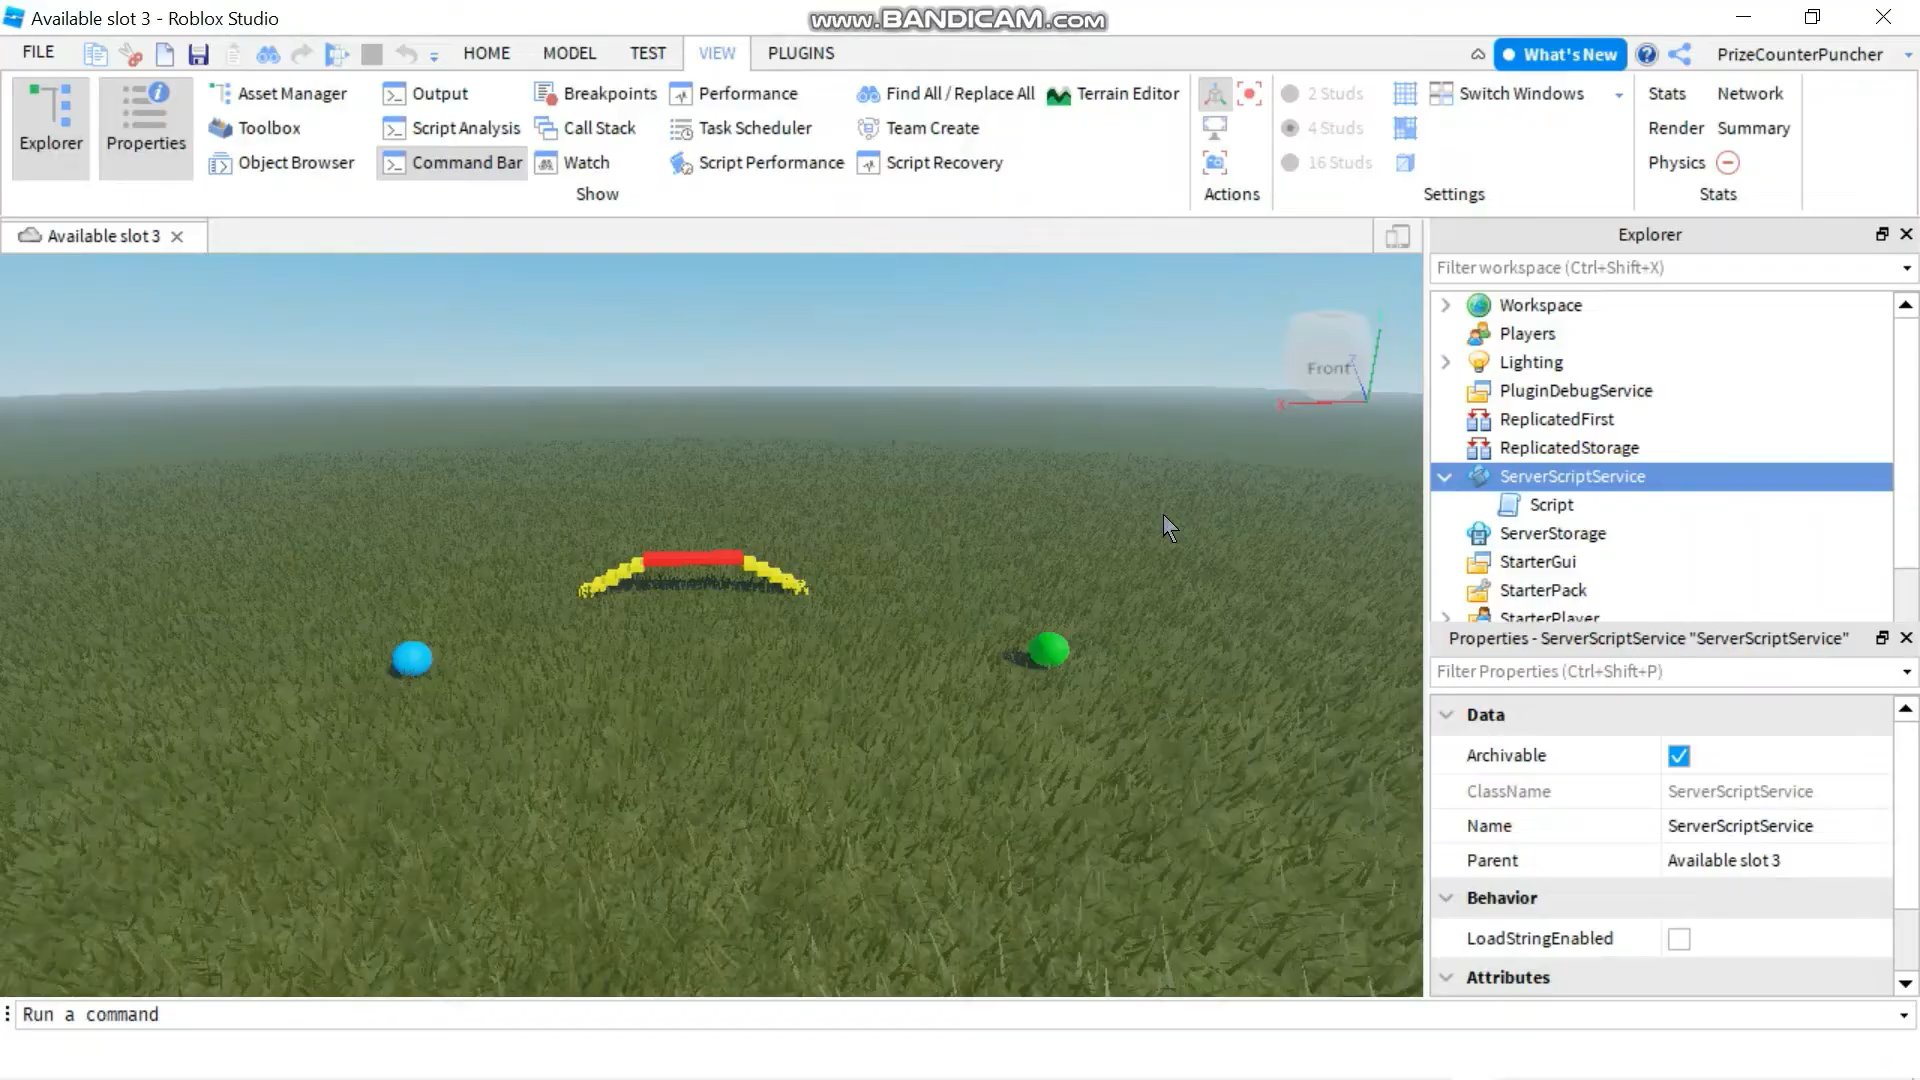 Available slot 3 - Roblox Studio
www.BANDICAM.com
FILE HOME MODEL TEST VIEW PLUGINS What's New PrizeCounterPuncher
Explorer
Properties
Asset Manager
Toolbox
Object Browser
Output
Script Analysis
Command Bar
Breakpoints
Call Stack
Watch
Performance
Task Scheduler
Script Performance
Find All / Replace All
Team Create
Script Recovery
Terrain Editor
Show
Actions
2 Studs
4 Studs
16 Studs
Switch Windows
Settings
Stats Network
Render Summary
Physics
Stats
Available slot 3
Front
X
Z
Explorer
Filter workspace (Ctrl+Shift+X)
Workspace
Players
Lighting
PluginDebugService
ReplicatedFirst
ReplicatedStorage
ServerScriptService
Script
ServerStorage
StarterGui
StarterPack
StarterPlayer
Properties - ServerScriptService "ServerScriptService"
Filter Properties (Ctrl+Shift+P)
Data
Archivable
ClassName ServerScriptService
Name ServerScriptService
Parent Available slot 3
Behavior
LoadStringEnabled
Attributes
Run a command